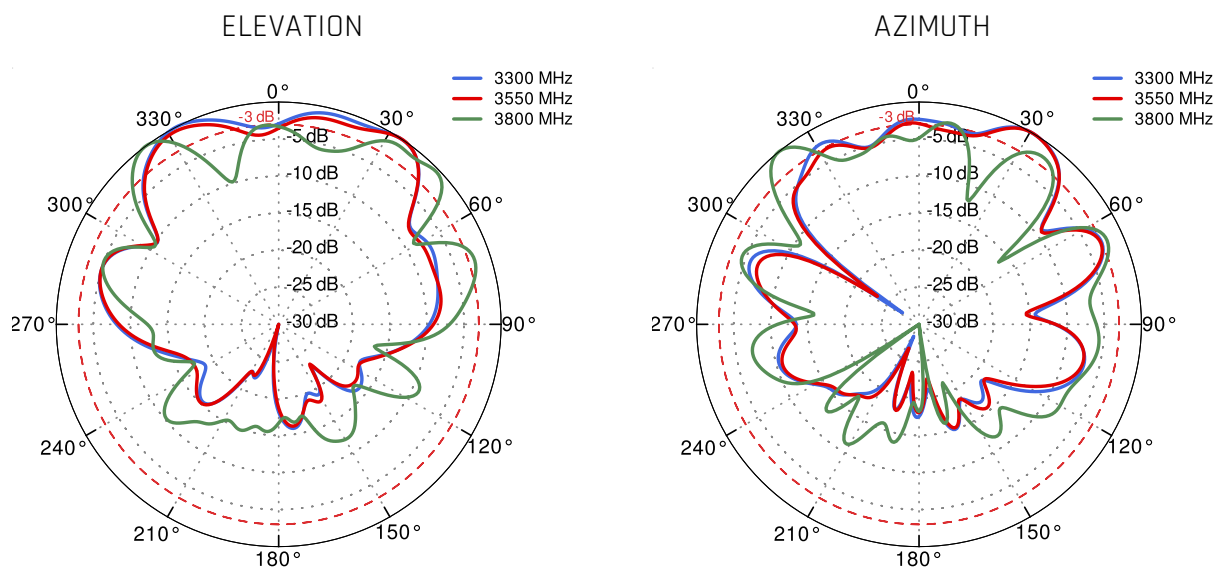 ELEVATION
3300 MHz
3550 MHz
3800 MHz
0°
30°
60°
90°
120°
150°
180°
210°
240°
270°
300°
330°
-3 dB
-5 dB
-10 dB
-15 dB
-20 dB
-25 dB
-30 dB
AZIMUTH
3300 MHz
3550 MHz
3800 MHz
0°
30°
60°
90°
120°
150°
180°
210°
240°
270°
300°
330°
-3 dB
-5dB
-10 dB
-15 dB
-20 dB
-25 dB
-30 dB